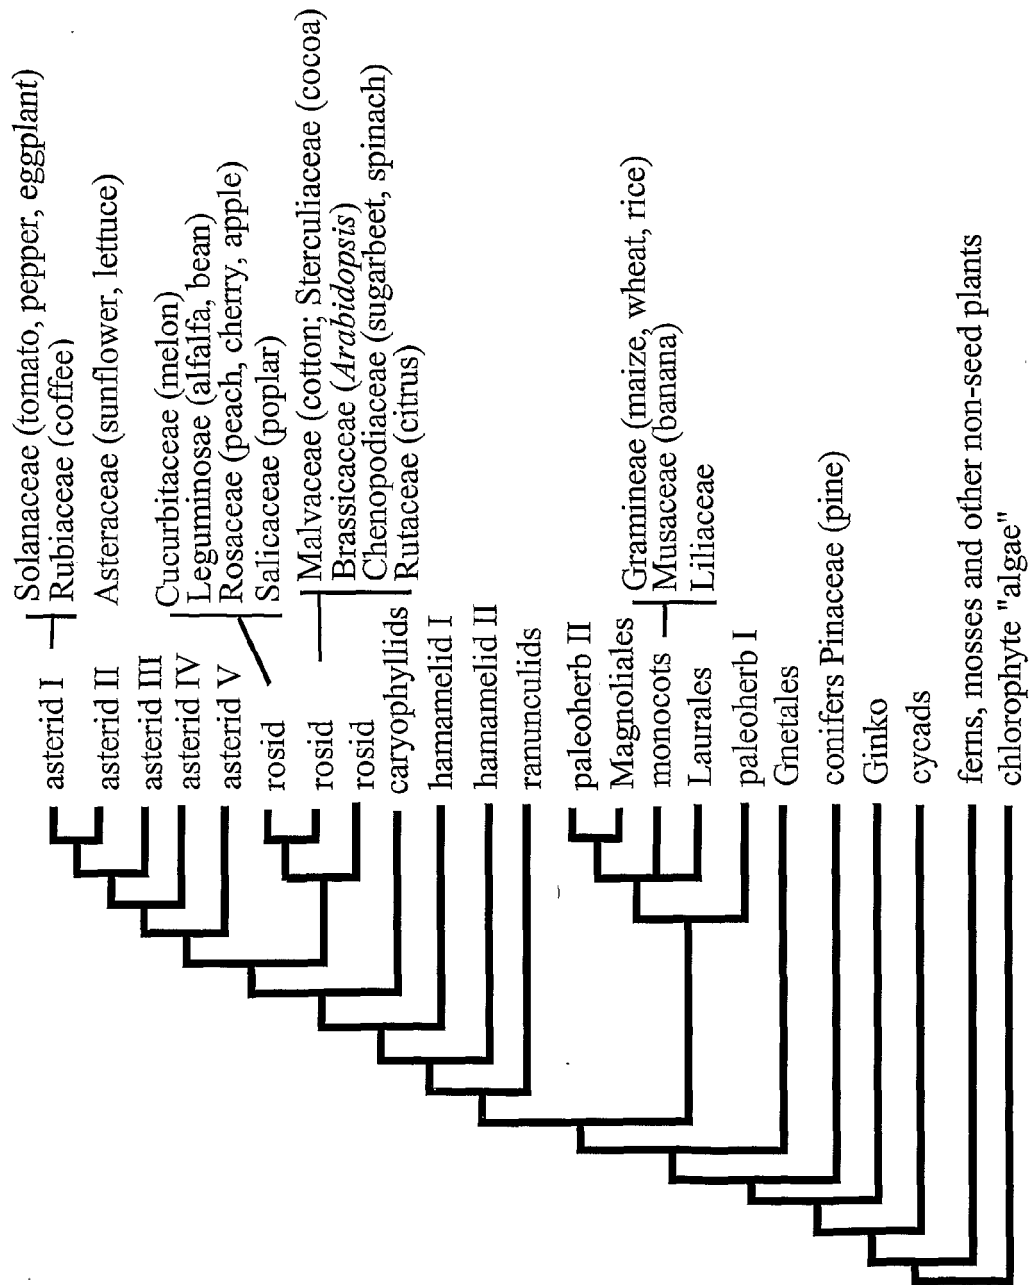 asterid I
Solanaceae (tomato, pepper, eggplant)
Rubiaceae (coffee)
asterid II
Asteraceae (sunflower, lettuce)
asterid III
asterid IV
asterid V
Cucurbitaceae (melon)
Leguminosae (alfalfa, bean)
Rosaceae (peach, cherry, apple)
Salicaceae (poplar)
rosid
rosid
Malvaceae (cotton; Sterculiaceae (cocoa)
Brassicaceae (Arabidopsis)
Chenopodiaceae (sugarbeet, spinach)
Rutaceae (citrus)
rosid
caryophyllids
hamamelid I
hamamelid II
ranunculids
paleoherb II
Magnoliales
monocots
Gramineae (maize, wheat, rice)
Musaceae (banana)
Liliaceae
Laurales
paleoherb I
Gnetales
conifers Pinaceae (pine)
Ginko
cycads
ferns, mosses and other non-seed plants
chlorophyte "algae"